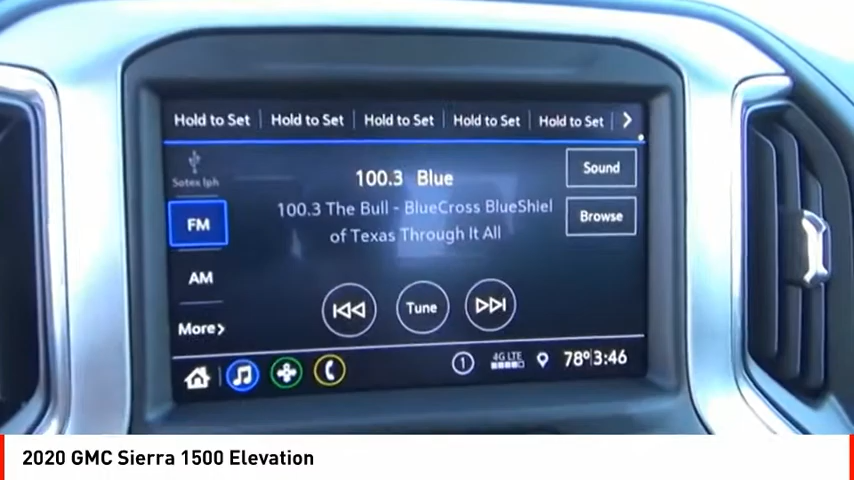 Hold to Set Hold to Set Hold to Set Hold to Set Hold to Set
Sotex Iph
100.3 Blue
Sound
FM
100.3 The Bull - BlueCross BlueShiel
of Texas Through It All
Browse
AM
Tune
More
1
4G LTE
78° 3:46
2020 GMC Sierra 1500 Elevation